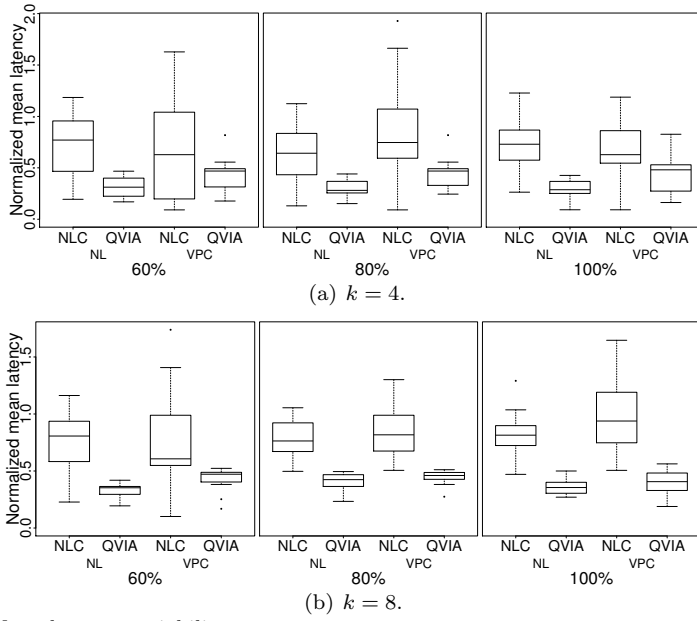 Normalized mean latency
2.0
1.5
1.0
0.5
0.0
NLC QVIA NLC QVIA
NL VPC
60%
NLC QVIA NLC QVIA
NL VPC
80%
NLC QVIA NLC QVIA
NL VPC
100%
(a) k = 4.
Normalized mean latency
1.5
1.0
0.5
0.0
NLC QVIA NLC QVIA
NL VPC
60%
NLC QVIA NLC QVIA
NL VPC
80%
NLC QVIA NLC QVIA
NL VPC
100%
(b) k = 8.